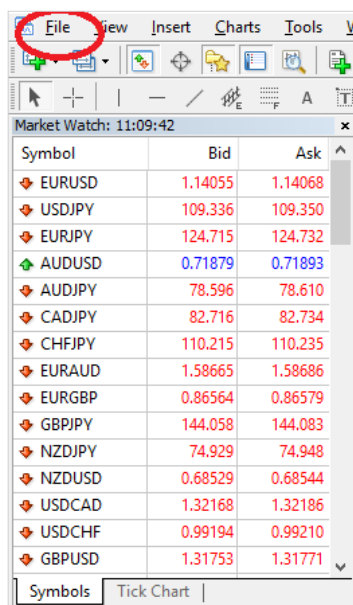 File View Insert Charts Tools
A T
Market Watch: 11:09:42 x
Symbol Bid Ask
EURUSD 1.14055 1.14068
USDJPY 109.336 109.350
EURJPY 124.715 124.732
AUDUSD 0.71879 0.71893
AUDJPY 78.596 78.610
CADJPY 82.716 82.734
CHFJPY 110.215 110.235
EURAUD 1.58665 1.58686
EURGBP 0.86564 0.86579
GBPJPY 144.058 144.083
NZDJPY 74.929 74.948
NZDUSD 0.68529 0.68544
USDCAD 1.32168 1.32186
USDCHF 0.99194 0.99210
GBPUSD 1.31753 1.31771
Symbols Tick Chart